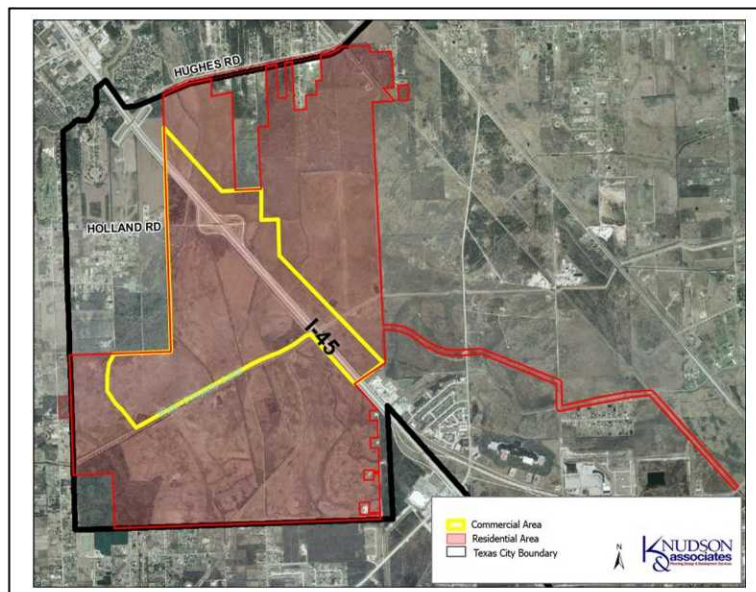 HUGHES RD
HOLLAND RD
I-45
Commercial Area
Residential Area
Texas City Boundary
N
KNUDSON
& associates